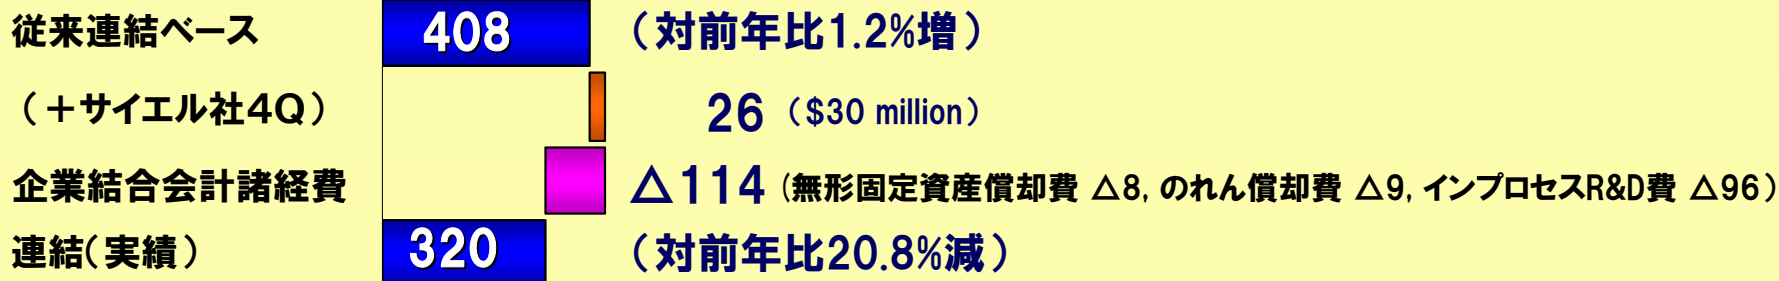 従来連結ベース 408 （対前年比1.2%増）
（＋サイエル社4Q） 26 （$30 million）
企業結合会計諸経費 △114 （無形固定資産償却費 △8, のれん償却費 △9, インプロセスR&D費 △96）
連結（実績） 320 （対前年比20.8%減）